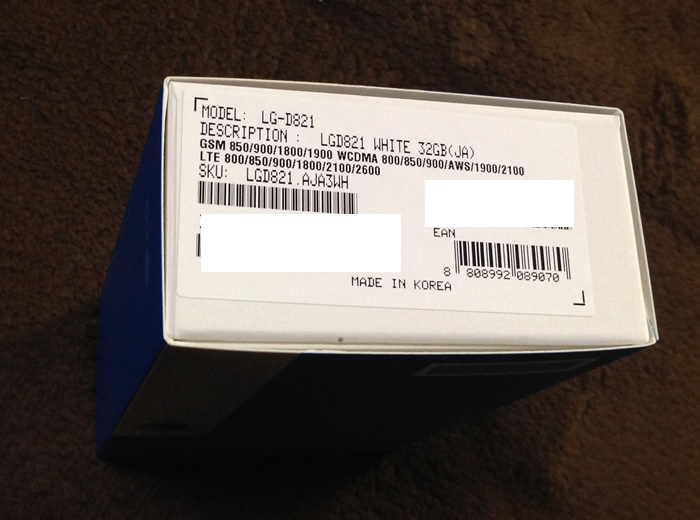 MODEL: LG-D821
DESCRIPTION : LGD821 WHITE 32GB(JA)
GSM 850/900/1800/1900 WCDMA 800/850/900/AWS/1900/2100
LTE 800/850/900/1800/2100/2600
SKU: LGD821.AJA3WH
EAN
8 808992 089070
MADE IN KOREA